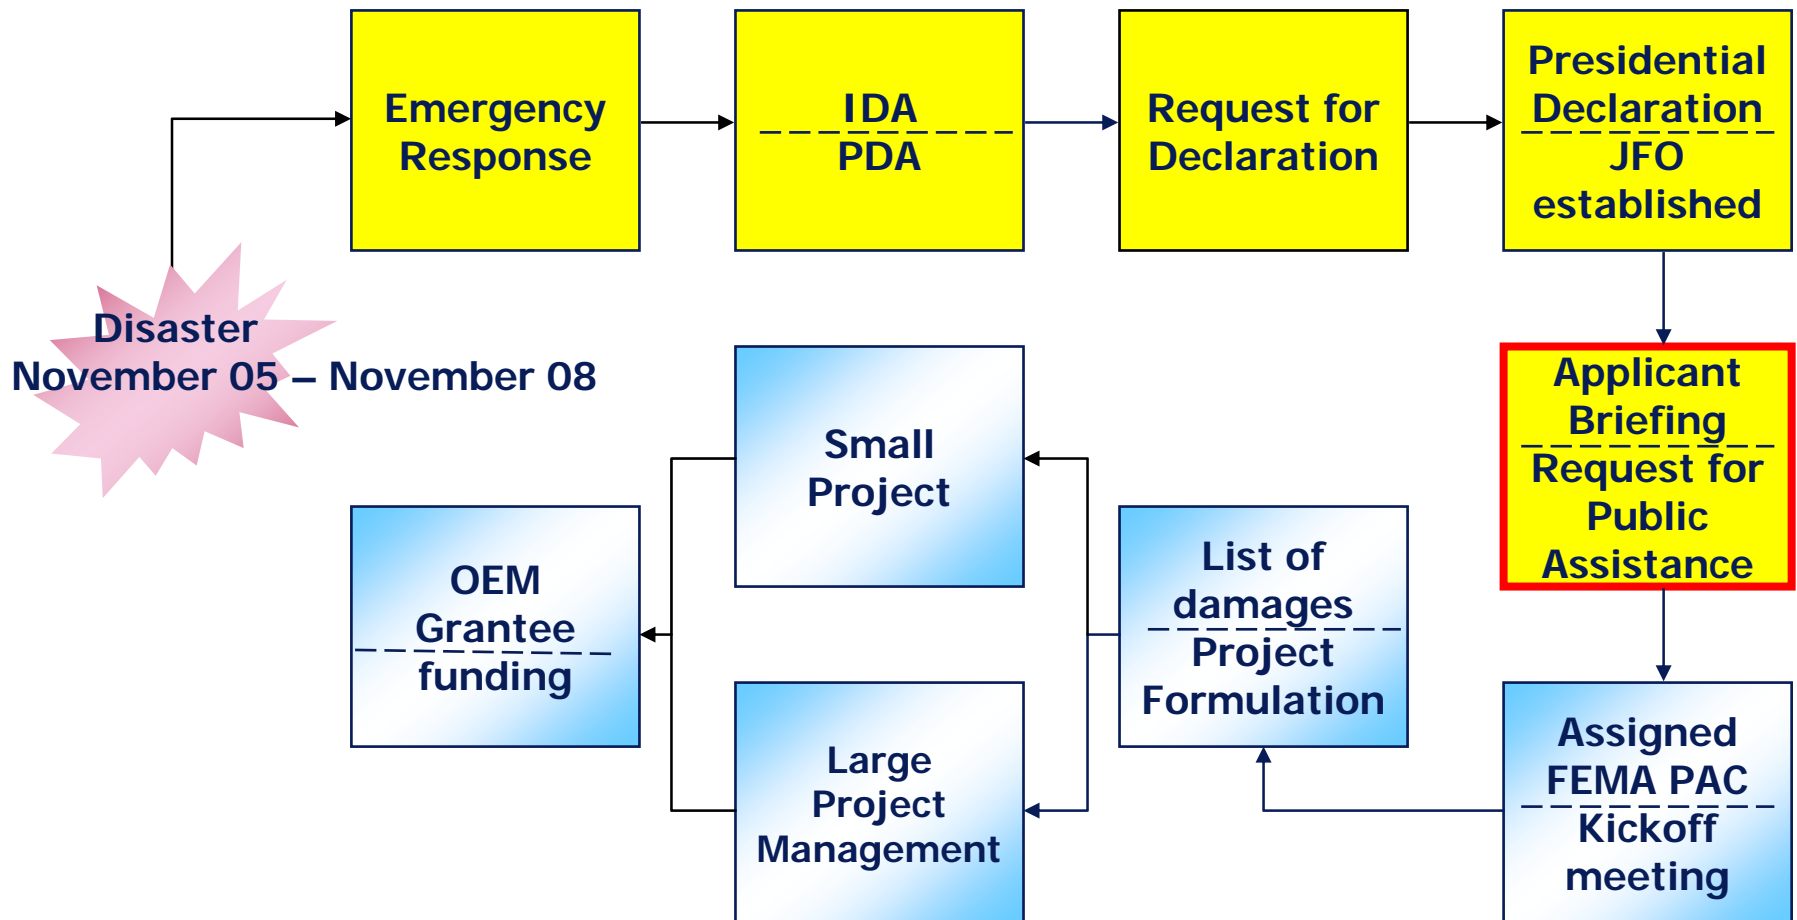 Emergency
Response
IDA
PDA
Request for
Declaration
Presidential
Declaration
JFO
established
Disaster
November 05 – November 08
Applicant
Briefing
Request for
Public
Assistance
Small
Project
List of
damages
Project
Formulation
OEM
Grantee
funding
Large
Project
Management
Assigned
FEMA PAC
Kickoff
meeting